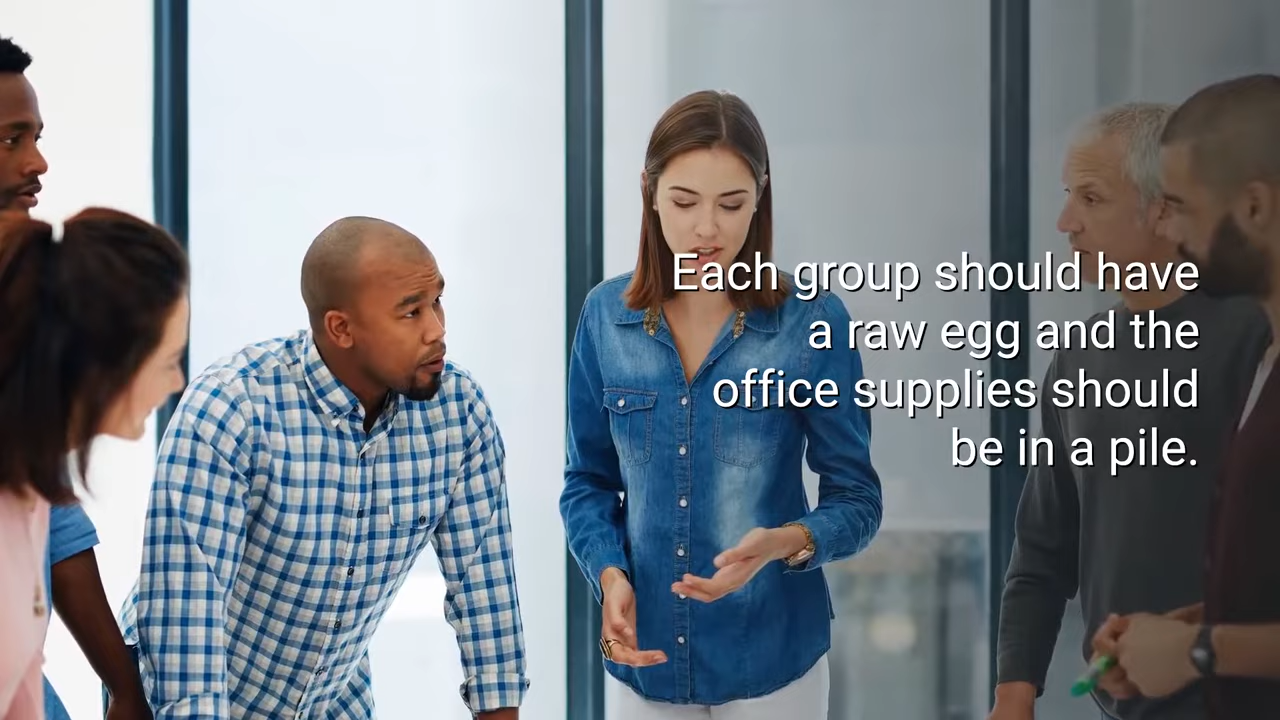 Each group should have
a raw egg and the
office supplies should
be in a pile.